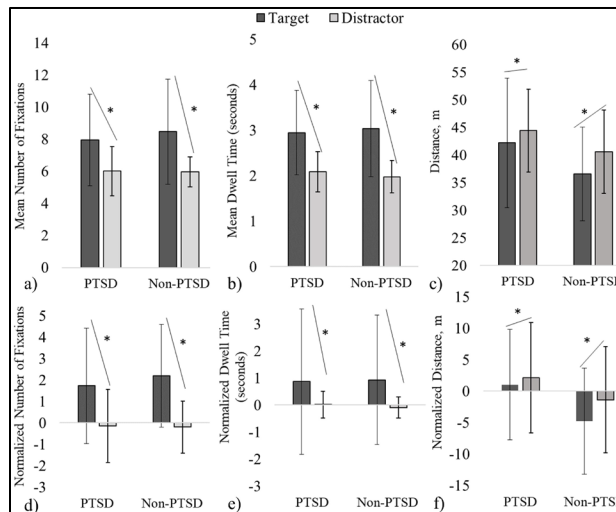 Target Distractor
Mean Number of Fixations
14
12
10
8
6
4
2
0
*
*
a)
PTSD Non-PTSD
Mean Dwell Time (seconds)
5
4
3
2
1
0
*
*
b)
PTSD Non-PTSD
Distance, m
60
55
50
45
40
35
30
25
20
*
*
c)
PTSD Non-PTS
Normalized Number of Fixations
5
4
3
2
1
0
-1
-2
-3
*
*
d)
PTSD Non-PTSD
Normalized Dwell Time
(seconds)
3
2
1
0
-1
-2
-3
*
*
e)
PTSD Non-PTSD
Normalized Distance, m
15
10
5
0
-5
-10
-15
*
*
f)
PTSD Non-PTS